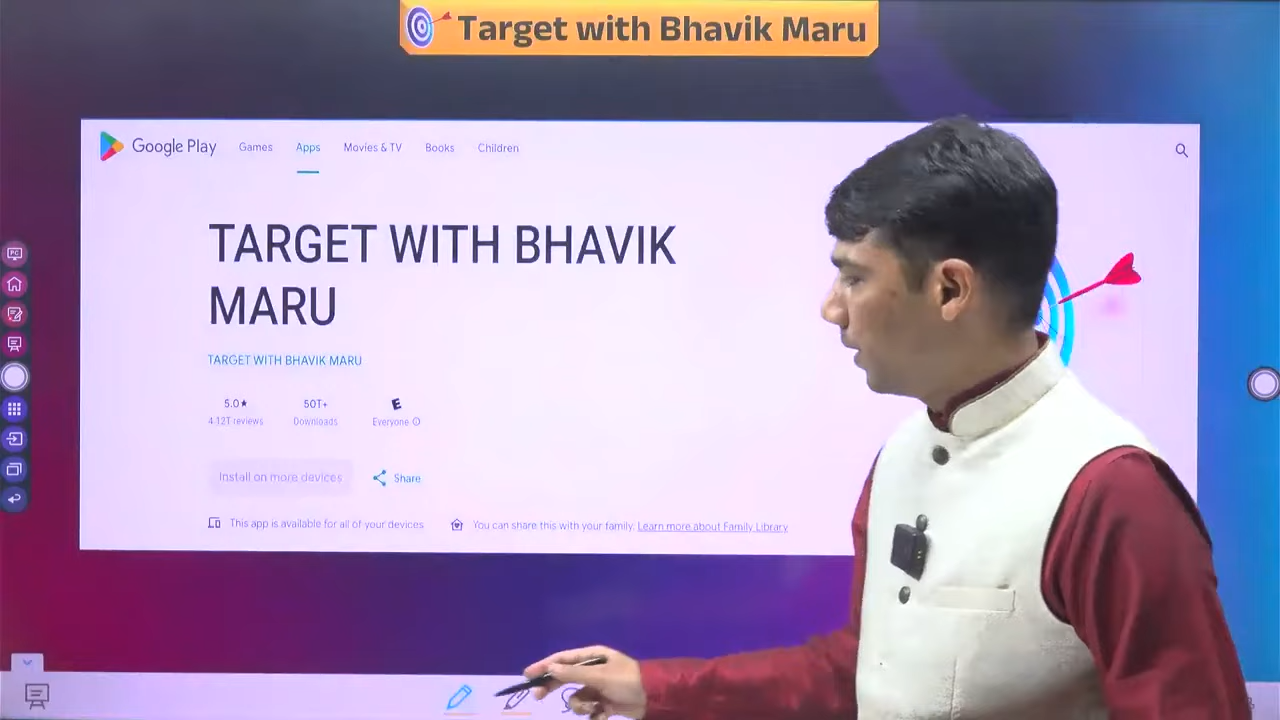 Target with Bhavik Maru
Google Play Games Apps Movies & TV Books Children
TARGET WITH BHAVIK
MARU
TARGET WITH BHAVIK MARU
5.0★ 50T+ E
4.12T reviews Downloads Everyone
Install on more devices Share
This app is available for all of your devices You can share this with your family. Learn more about Family Library
PC